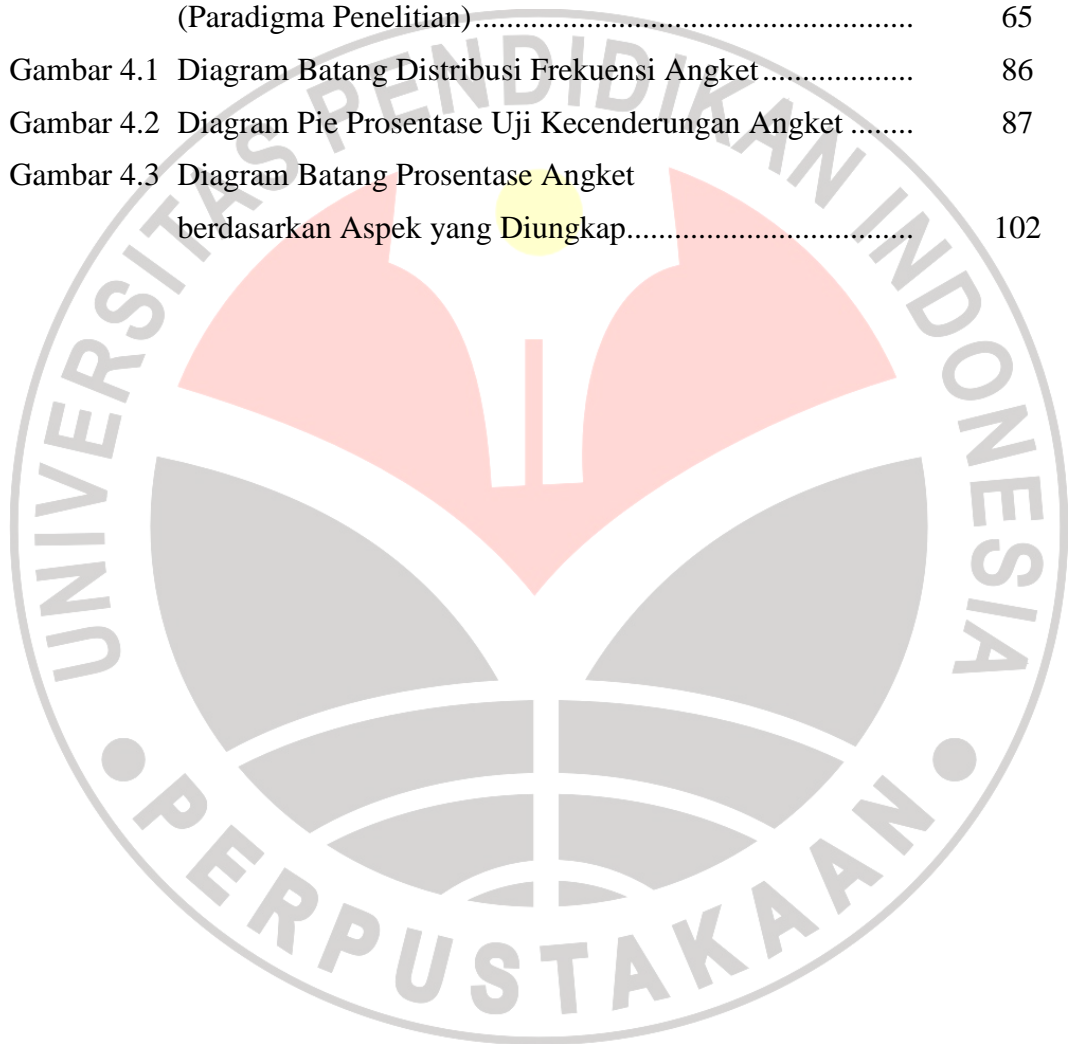 (Paradigma Penelitian)...................................................... 65
Gambar 4.1 Diagram Batang Distribusi Frekuensi Angket................... 86
Gambar 4.2 Diagram Pie Prosentase Uji Kecenderungan Angket ........ 87
Gambar 4.3 Diagram Batang Prosentase Angket
berdasarkan Aspek yang Diungkap.................................. 102
UNIVERSITAS PENDIDIKAN INDONESIA
PERPUSTAKAAN